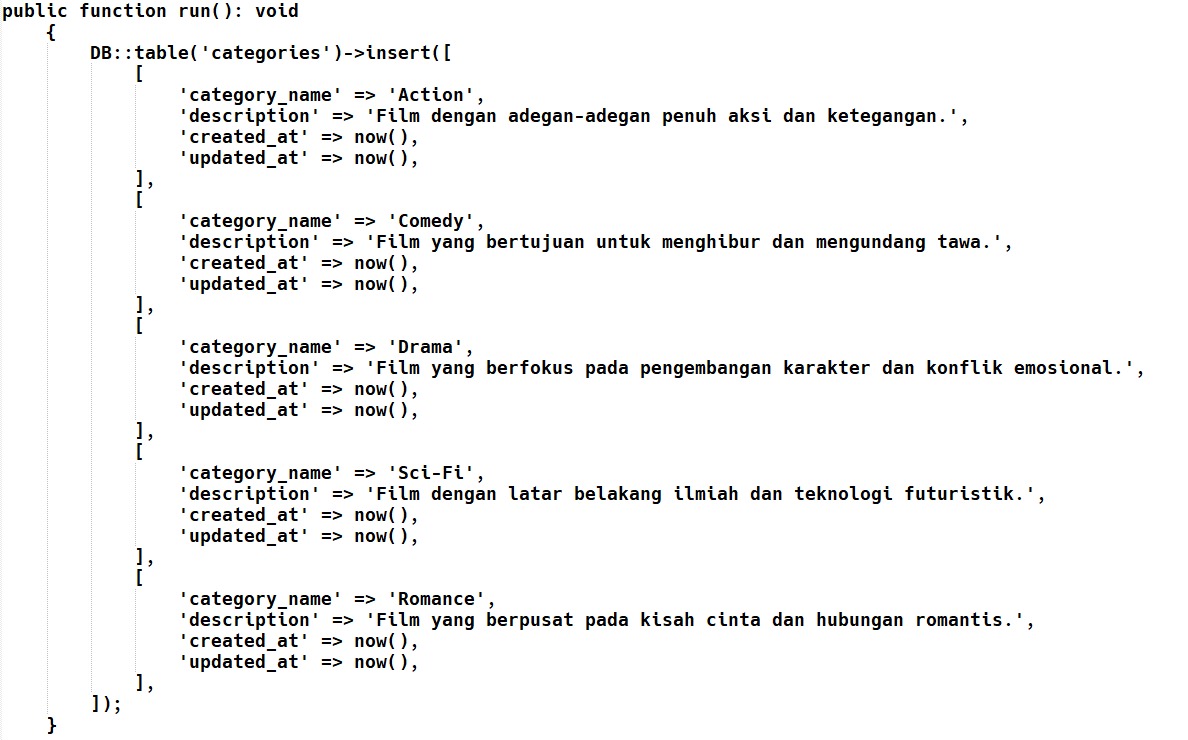 public function run(): void
    {
        DB::table('categories')->insert([
            [
                'category_name' => 'Action',
                'description' => 'Film dengan adegan-adegan penuh aksi dan ketegangan.',
                'created_at' => now(),
                'updated_at' => now(),
            ],
            [
                'category_name' => 'Comedy',
                'description' => 'Film yang bertujuan untuk menghibur dan mengundang tawa.',
                'created_at' => now(),
                'updated_at' => now(),
            ],
            [
                'category_name' => 'Drama',
                'description' => 'Film yang berfokus pada pengembangan karakter dan konflik emosional.',
                'created_at' => now(),
                'updated_at' => now(),
            ],
            [
                'category_name' => 'Sci-Fi',
                'description' => 'Film dengan latar belakang ilmiah dan teknologi futuristik.',
                'created_at' => now(),
                'updated_at' => now(),
            ],
            [
                'category_name' => 'Romance',
                'description' => 'Film yang berpusat pada kisah cinta dan hubungan romantis.',
                'created_at' => now(),
                'updated_at' => now(),
            ],
        ]);
    }